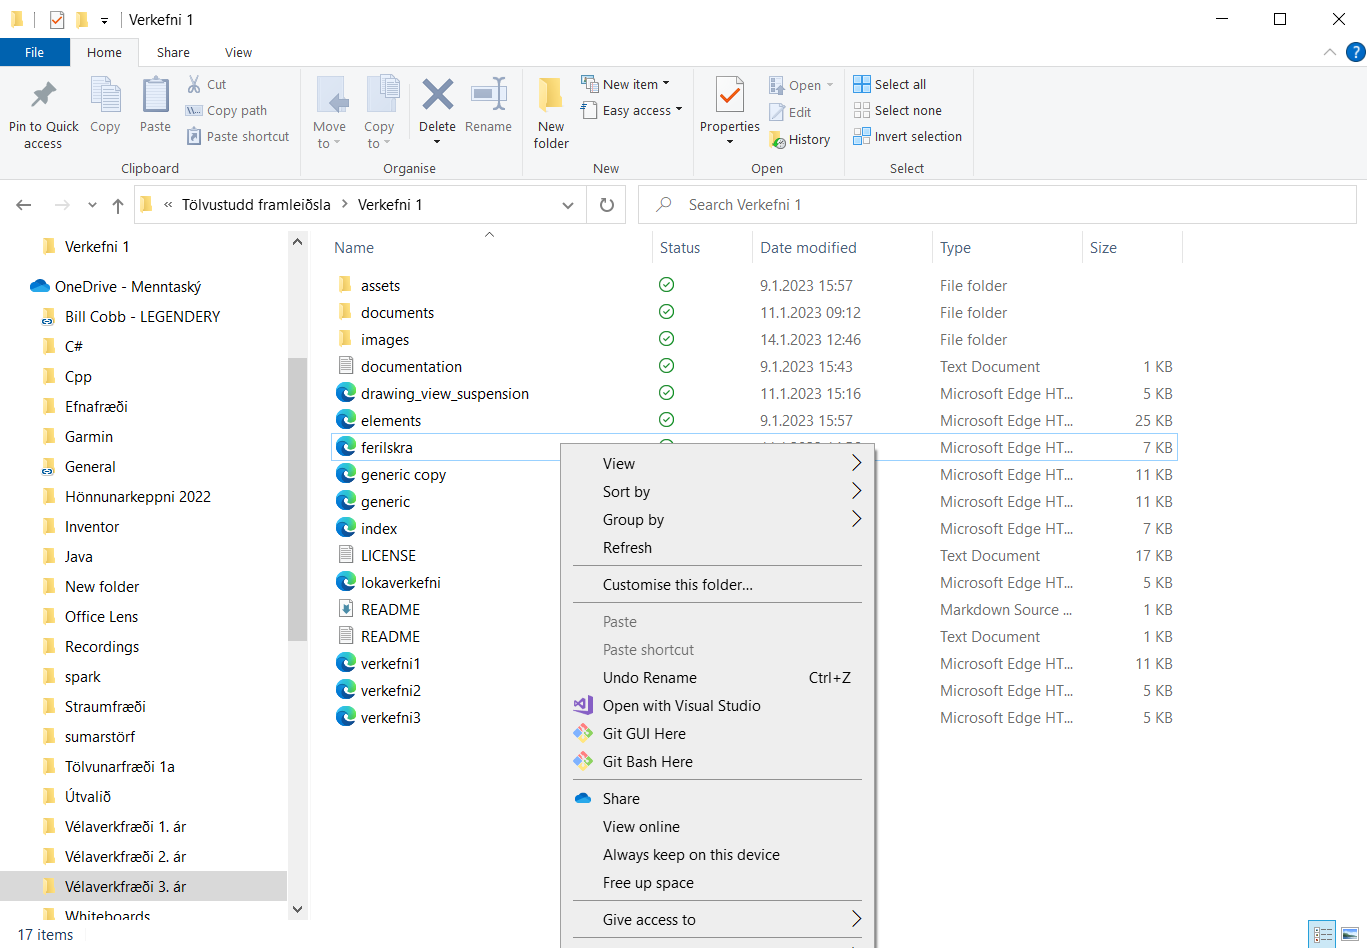 Verkefni 1
File Home Share View
Pin to Quick access
Copy
Paste
Cut
Copy path
Paste shortcut
Clipboard
Move to
Copy to
Delete
Rename
Organise
New folder
New item
Easy access
New
Properties
Open
Edit
History
Open
Select all
Select none
Invert selection
Select
« Tölvustudd framleiðsla > Verkefni 1
Search Verkefni 1
Verkefni 1
OneDrive - Menntaský
Bill Cobb - LEGENDERY
C#
Cpp
Efnafræði
Garmin
General
Hönnunarkeppni 2022
Inventor
Java
New folder
Office Lens
Recordings
spark
Straumfræði
sumarstörf
Tölvunarfræði 1a
Útvalið
Vélaverkfræði 1. ár
Vélaverkfræði 2. ár
Vélaverkfræði 3. ár
Whiteboards
Name Status Date modified Type Size
assets 9.1.2023 15:57 File folder
documents 11.1.2023 09:12 File folder
images 14.1.2023 12:46 File folder
documentation 9.1.2023 15:43 Text Document 1 KB
drawing_view_suspension 11.1.2023 15:16 Microsoft Edge HT... 5 KB
elements 9.1.2023 15:57 Microsoft Edge HT... 25 KB
ferilskra Microsoft Edge HT... 7 KB
generic copy Microsoft Edge HT... 11 KB
generic Microsoft Edge HT... 11 KB
index Microsoft Edge HT... 7 KB
LICENSE Text Document 17 KB
lokaverkefni Microsoft Edge HT... 5 KB
README Markdown Source ... 1 KB
README Text Document 1 KB
verkefni1 Microsoft Edge HT... 11 KB
verkefni2 Microsoft Edge HT... 5 KB
verkefni3 Microsoft Edge HT... 5 KB
View
Sort by
Group by
Refresh
Customise this folder...
Paste
Paste shortcut
Undo Rename Ctrl+Z
Open with Visual Studio
Git GUI Here
Git Bash Here
Share
View online
Always keep on this device
Free up space
Give access to
17 items